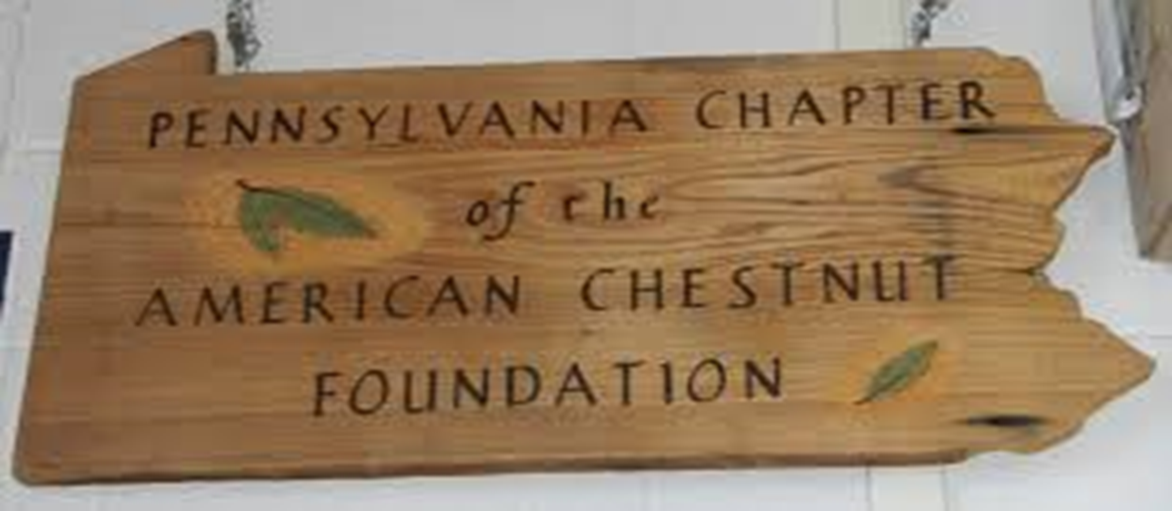 PENNSYLVANIA CHAPTER
of the
AMERICAN CHESTNUT
FOUNDATION